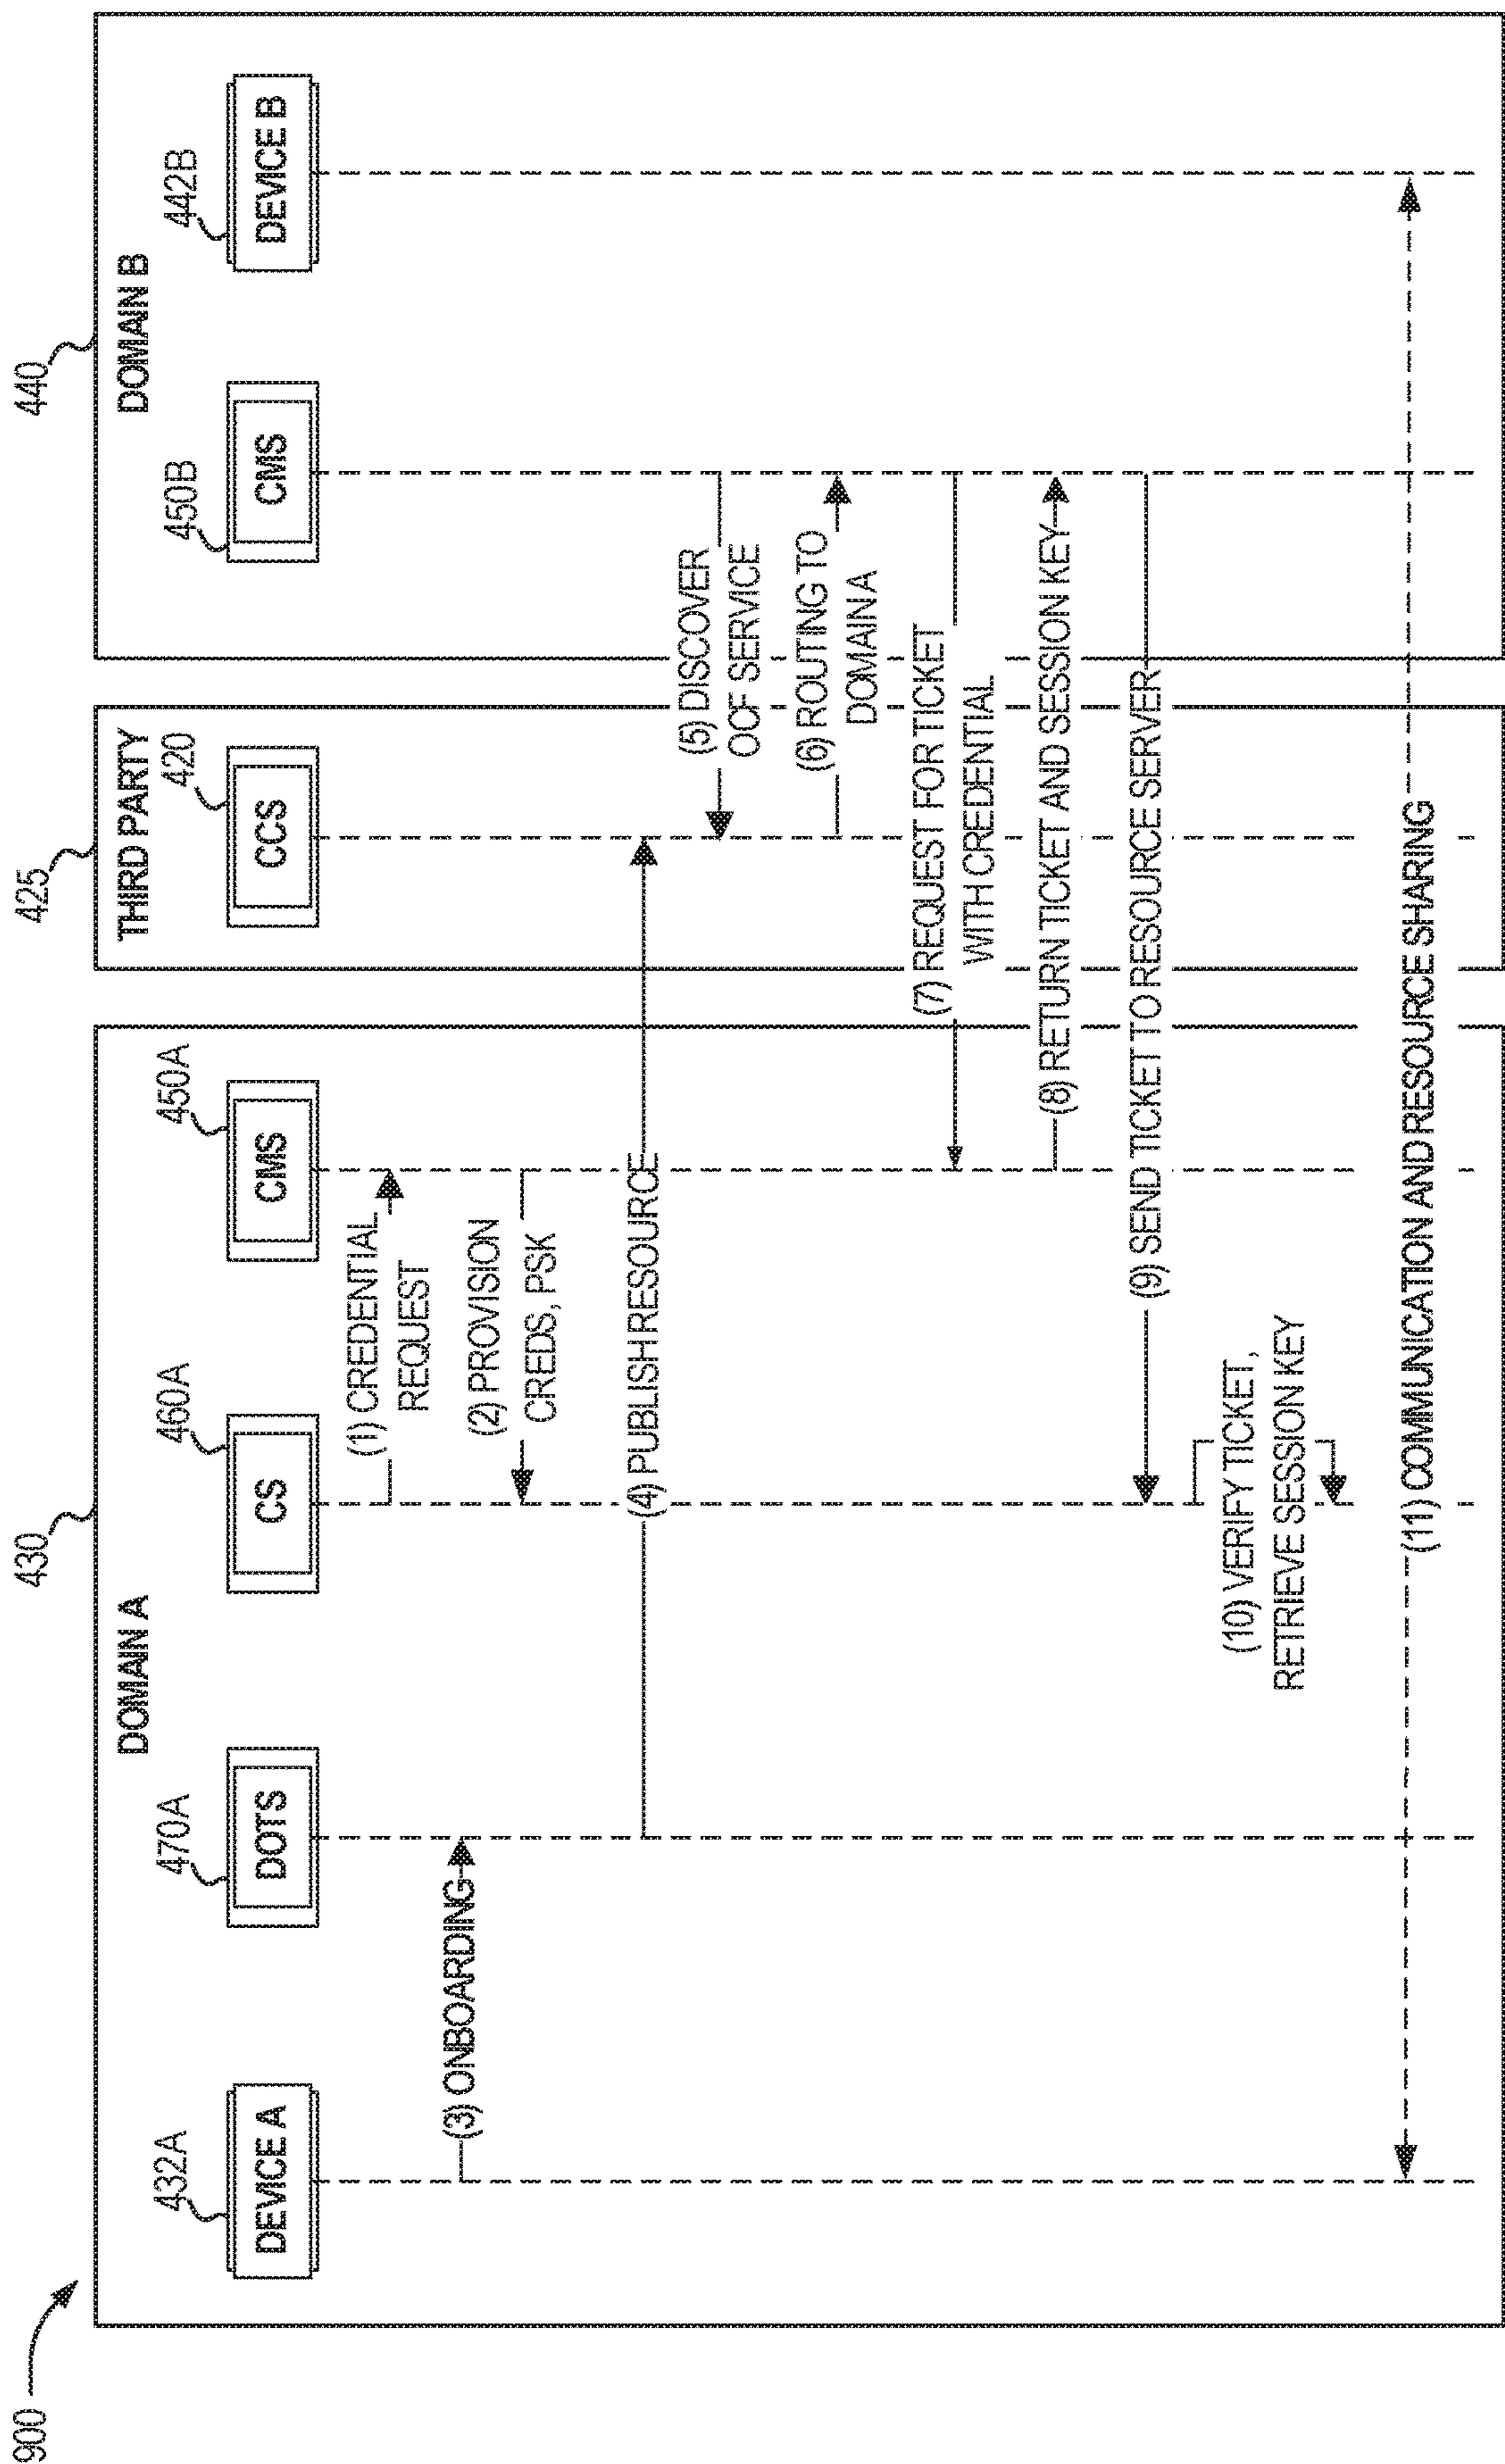 900
430
425
440
DOMAIN A
THIRD PARTY
DOMAIN B
432A
470A
460A
450A
420
450B
442B
DEVICE A
DOTS
CS
CMS
CCS
CMS
DEVICE B
(1) CREDENTIAL
REQUEST
(2) PROVISION
CREDS, PSK
(3) ONBOARDING
(4) PUBLISH RESOURCE
(5) DISCOVER
OCF SERVICE
(6) ROUTING TO
DOMAIN A
(7) REQUEST FOR TICKET
WITH CREDENTIAL
(8) RETURN TICKET AND SESSION KEY
(9) SEND TICKET TO RESOURCE SERVER
(10) VERIFY TICKET,
RETRIEVE SESSION KEY
(11) COMMUNICATION AND RESOURCE SHARING